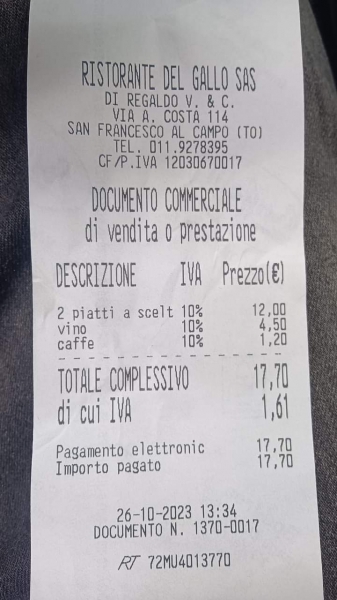 RISTORANTE DEL GALLO SAS
DI REGALDO V. & C.
VIA A. COSTA 114
SAN FRANCESCO AL CAMPO (TO)
TEL. 011.9278395
CF/P.IVA 12030670017
DOCUMENTO COMMERCIALE
di vendita o prestazione
DESCRIZIONE IVA Prezzo(€)
2 piatti a scelt 10% 12,00
vino 10% 4,50
caffe 10% 1,20
TOTALE COMPLESSIVO 17,70
di cui IVA 1,61
Pagamento elettronic 17,70
Importo pagato 17,70
26-10-2023 13:34
DOCUMENTO N. 1370-0017
RT 72MU4013770